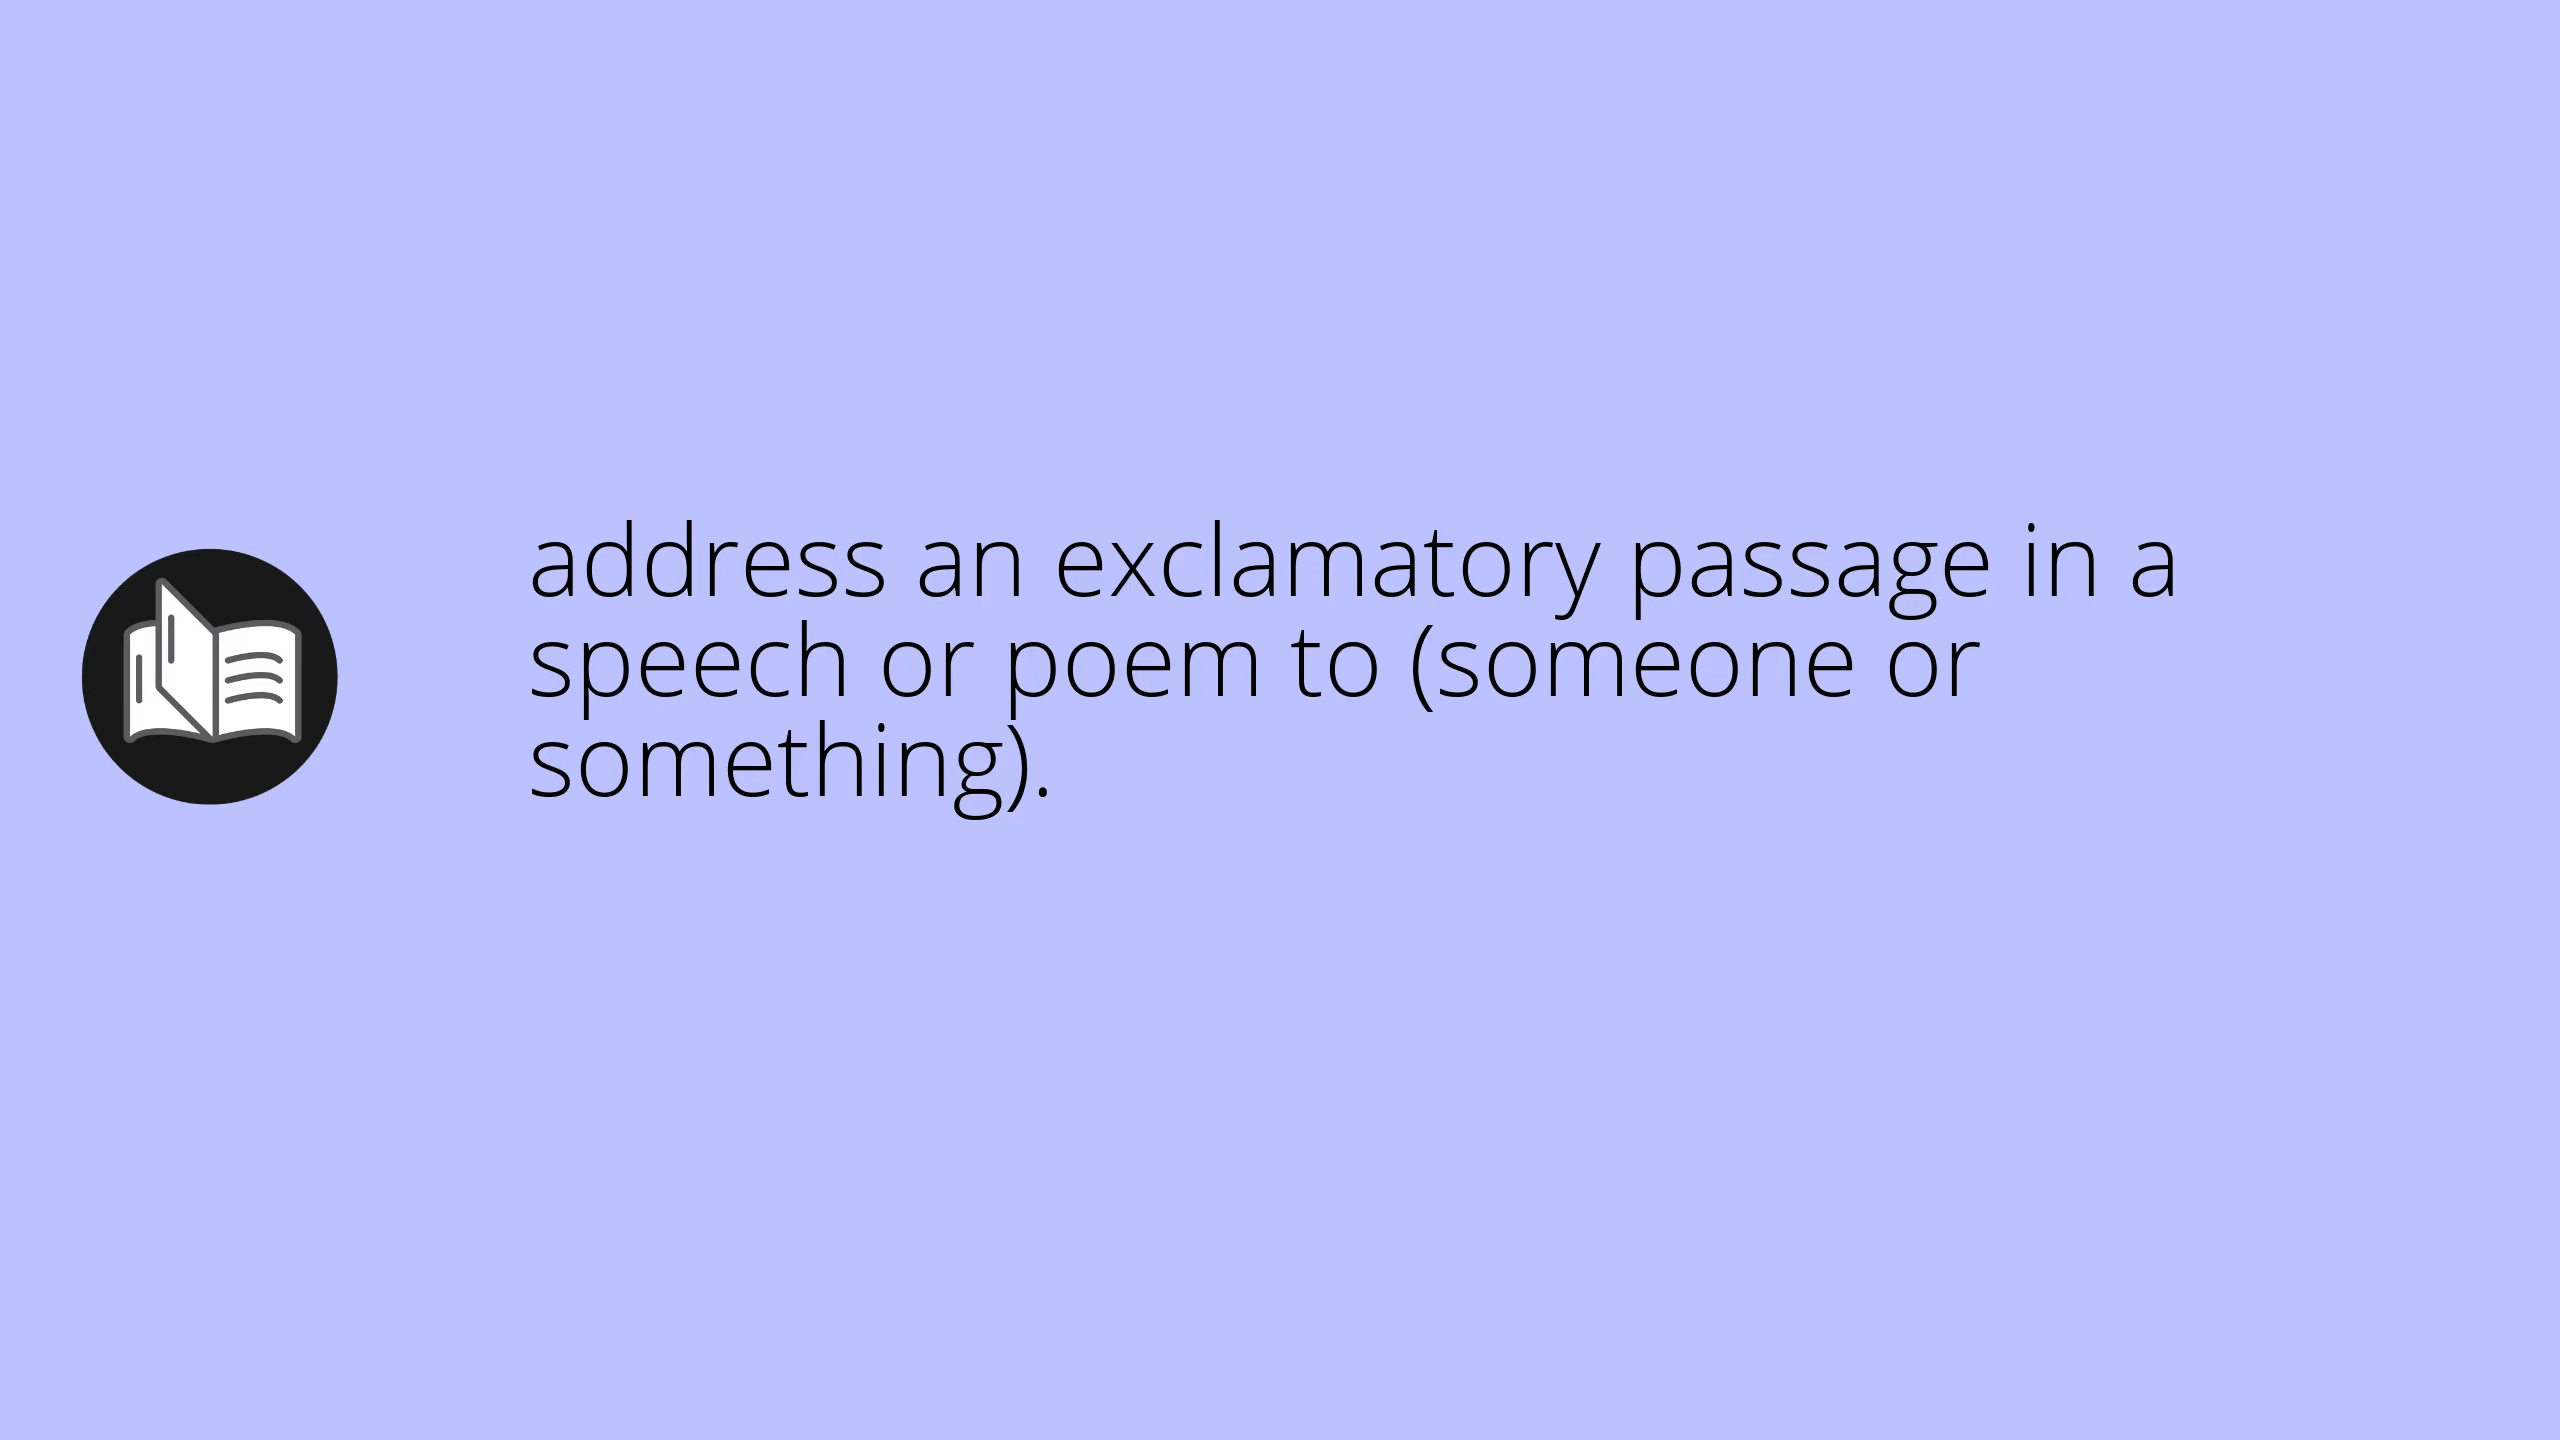 address an exclamatory passage in a
speech or poem to (someone or
something).